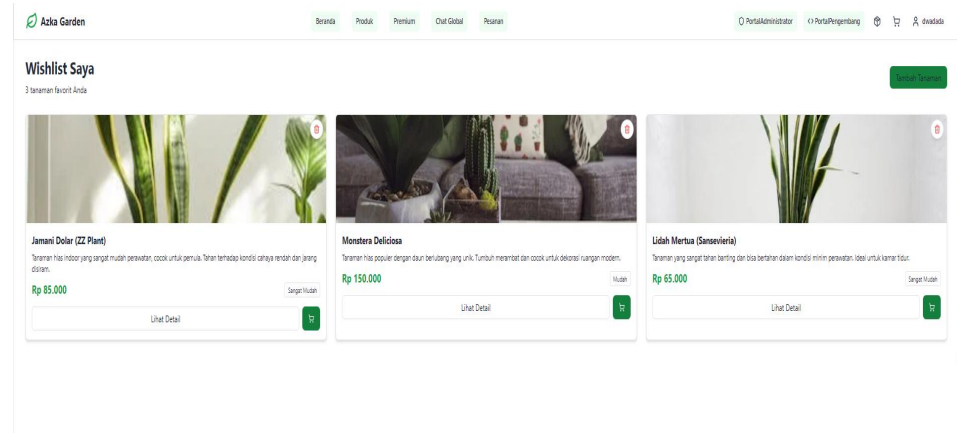 Azka Garden
Beranda Produk Premium Chat Global Pesanan
PortalAdministrator <> PortalPengembang dwadada
Wishlist Saya
3 tanaman favorit Anda
Tambah Tanaman
Jamani Dolar (ZZ Plant)
Tanaman hias indoor yang sangat mudah perawatan, cocok untuk pemula. Tahan terhadap kondisi cahaya rendah dan jarang
disiram.
Rp 85.000
Sangat Mudah
Lihat Detail
Monstera Deliciosa
Tanaman hias populer dengan daun berlubang yang unik. Tumbuh merambat dan cocok untuk dekorasi ruangan modern.
Rp 150.000
Mudah
Lihat Detail
Lidah Mertua (Sansevieria)
Tanaman yang sangat tahan banting dan bisa bertahan dalam kondisi minim perawatan. Ideal untuk kamar tidur.
Rp 65.000
Sangat Mudah
Lihat Detail